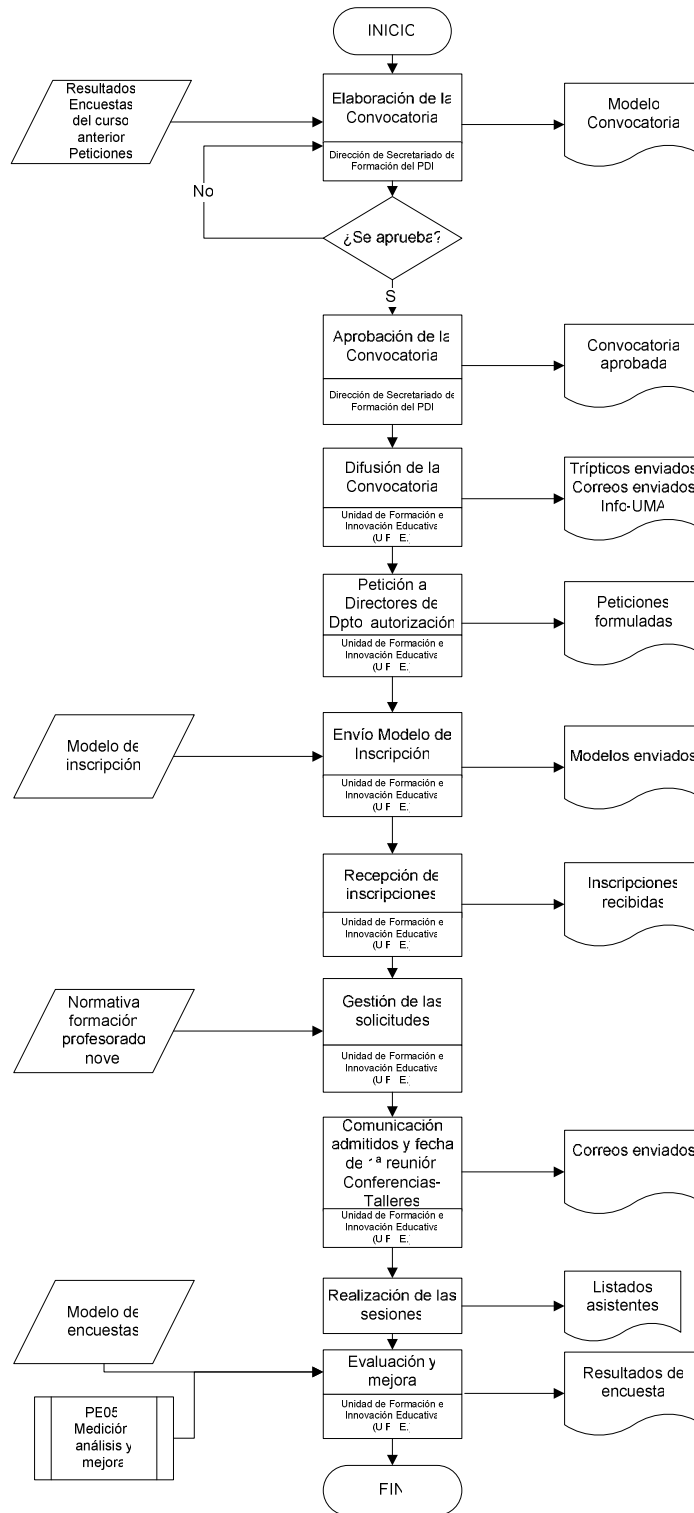 INICIO
Resultados
Encuestas
del curso
anterior
Peticiones
Elaboración de la
Convocatoria
Dirección de Secretariado de
Formación del PDI
Modelo
Convocatoria
No
¿Se aprueba?
S
Aprobación de la
Convocatoria
Dirección de Secretariado de
Formación del PDI
Convocatoria
aprobada
Difusión de la
Convocatoria
Unidad de Formación e
Innovación Educativa
(U F E.)
Trípticos enviados
Correos enviados
Info-UMA
Petición a
Directores de
Dpto autorización
Unidad de Formación e
Innovación Educativa
(U F E.)
Peticiones
formuladas
Modelo de
inscripción
Envío Modelo de
Inscripción
Unidad de Formación e
Innovación Educativa
(U F E.)
Modelos enviados
Recepción de
inscripciones
Unidad de Formación e
Innovación Educativa
(U F E.)
Inscripciones
recibidas
Normativa
formación
profesorado
nove
Gestión de las
solicitudes
Unidad de Formación e
Innovación Educativa
(U F E.)
Comunicación
admitidos y fecha
de 1ª reunión
Conferencias-
Talleres
Unidad de Formación e
Innovación Educativa
(U F E.)
Correos enviados
Modelo de
encuestas
Realización de las
sesiones
Listados
asistentes
Evaluación y
mejora
Unidad de Formación e
Innovación Educativa
(U F E.)
Resultados de
encuesta
PE05
Medición
análisis y
mejora
FIN